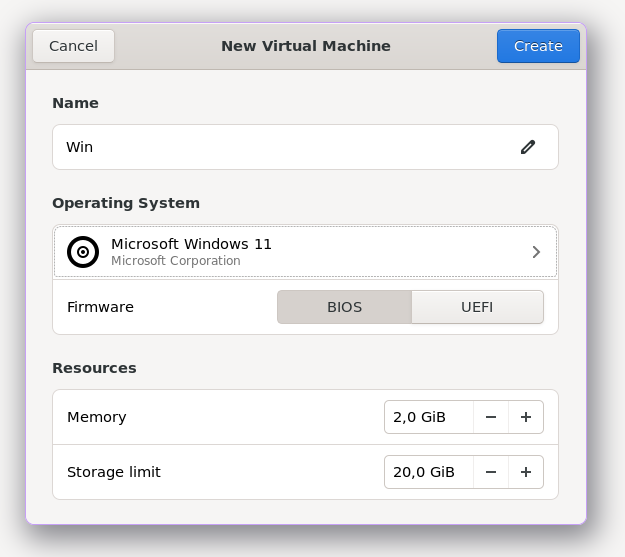 Cancel
New Virtual Machine
Create
Name
Win
Operating System
Microsoft Windows 11
Microsoft Corporation
Firmware
BIOS
UEFI
Resources
Memory
2,0 GiB
Storage limit
20,0 GiB